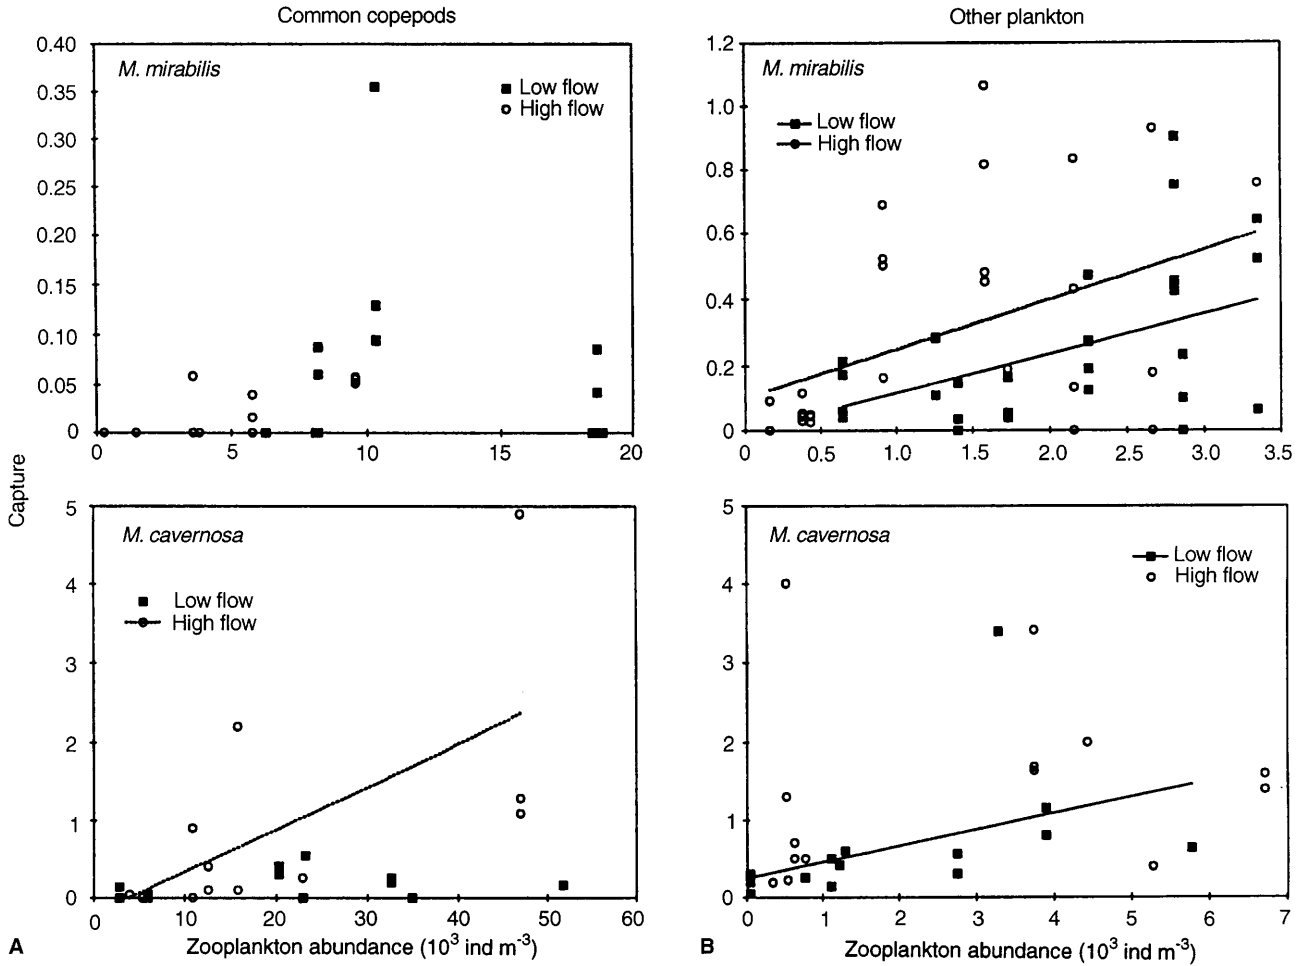 Common copepods
Other plankton
0.40
M. mirabilis
Low flow
High flow
0.35
0.30
0.25
0.20
0.15
0.10
0.05
0
0
5
10
15
20
1.2
M. mirabilis
1.0
Low flow
High flow
0.8
0.6
0.4
0.2
0
0
0.5
1.0
1.5
2.0
2.5
3.0
3.5
Capture
5
M. cavernosa
4
Low flow
High flow
3
2
1
0
0
10
20
30
40
50
60
A
Zooplankton abundance (10³ ind m⁻³)
5
M. cavernosa
Low flow
High flow
4
3
2
1
0
0
1
2
3
4
5
6
7
B
Zooplankton abundance (10³ ind m⁻³)